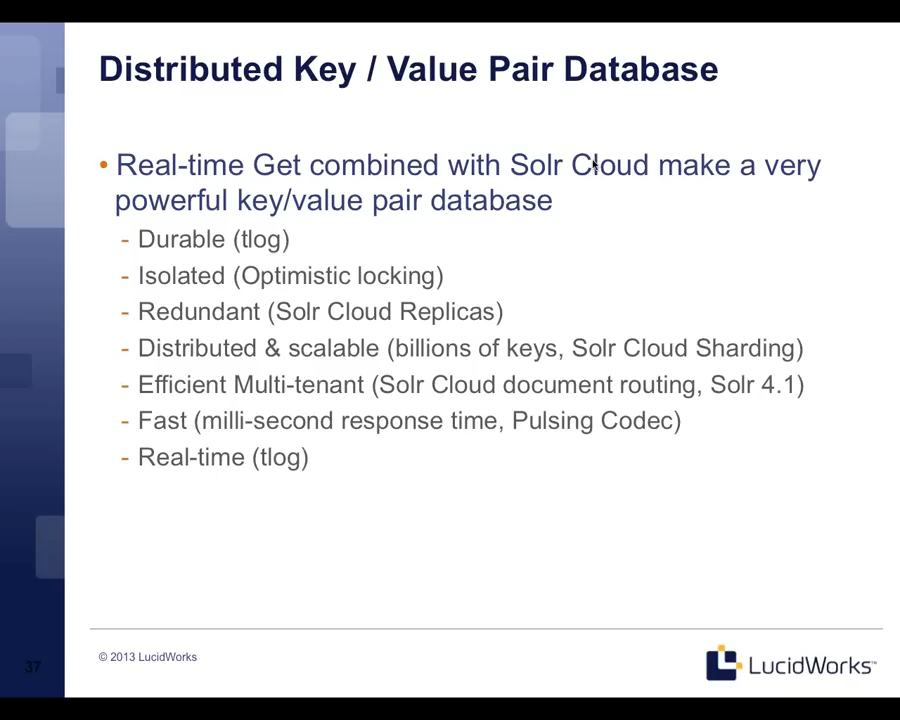 Distributed Key / Value Pair Database
• Real-time Get combined with Solr Cloud make a very
powerful key/value pair database
- Durable (tlog)
- Isolated (Optimistic locking)
- Redundant (Solr Cloud Replicas)
- Distributed & scalable (billions of keys, Solr Cloud Sharding)
- Efficient Multi-tenant (Solr Cloud document routing, Solr 4.1)
- Fast (milli-second response time, Pulsing Codec)
- Real-time (tlog)
37
© 2013 LucidWorks
LucidWorks™